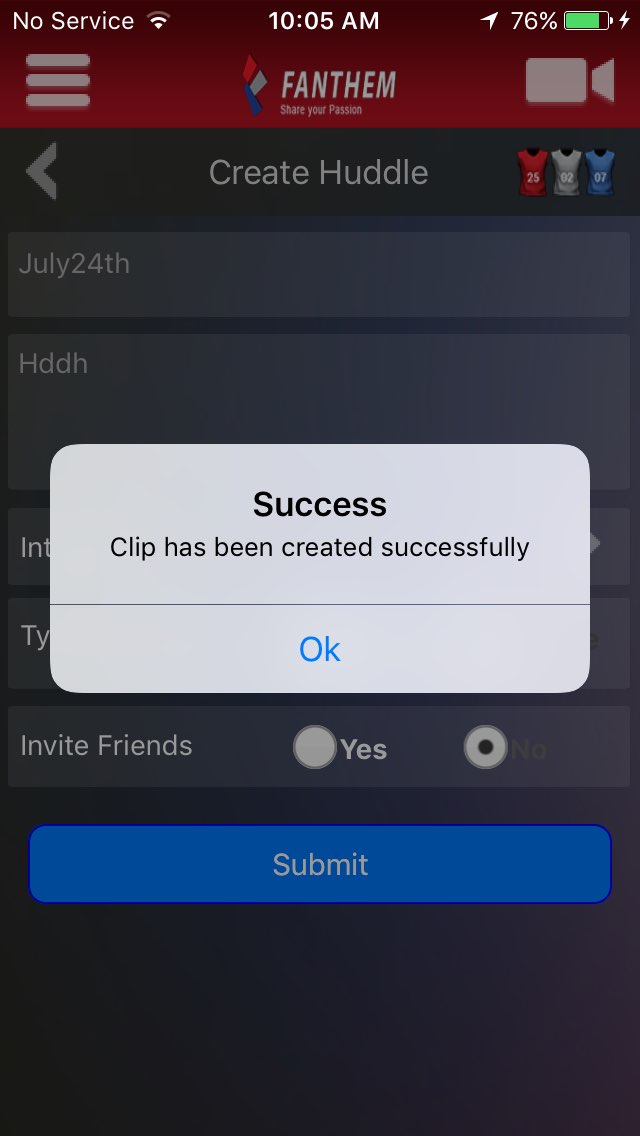 No Service 10:05 AM 76%
FANTHEM
Share your Passion
Create Huddle 25 02 07
July24th
Hddh
Success
Clip has been created successfully
Int
Ty e
Ok
Invite Friends Yes No
Submit